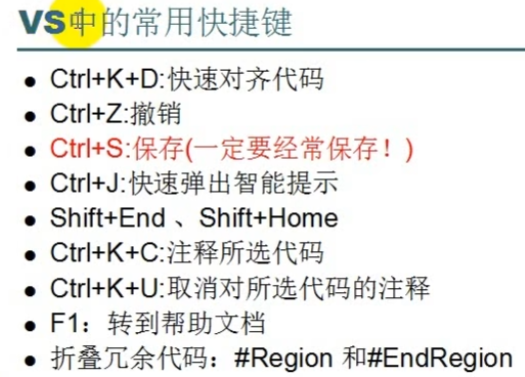 VS中的常用快捷键
● Ctrl+K+D:快速对齐代码
● Ctrl+Z:撤销
● Ctrl+S:保存(一定要经常保存！)
● Ctrl+J:快速弹出智能提示
● Shift+End 、Shift+Home
● Ctrl+K+C:注释所选代码
● Ctrl+K+U:取消对所选代码的注释
● F1：转到帮助文档
● 折叠冗余代码：#Region 和#EndRegion